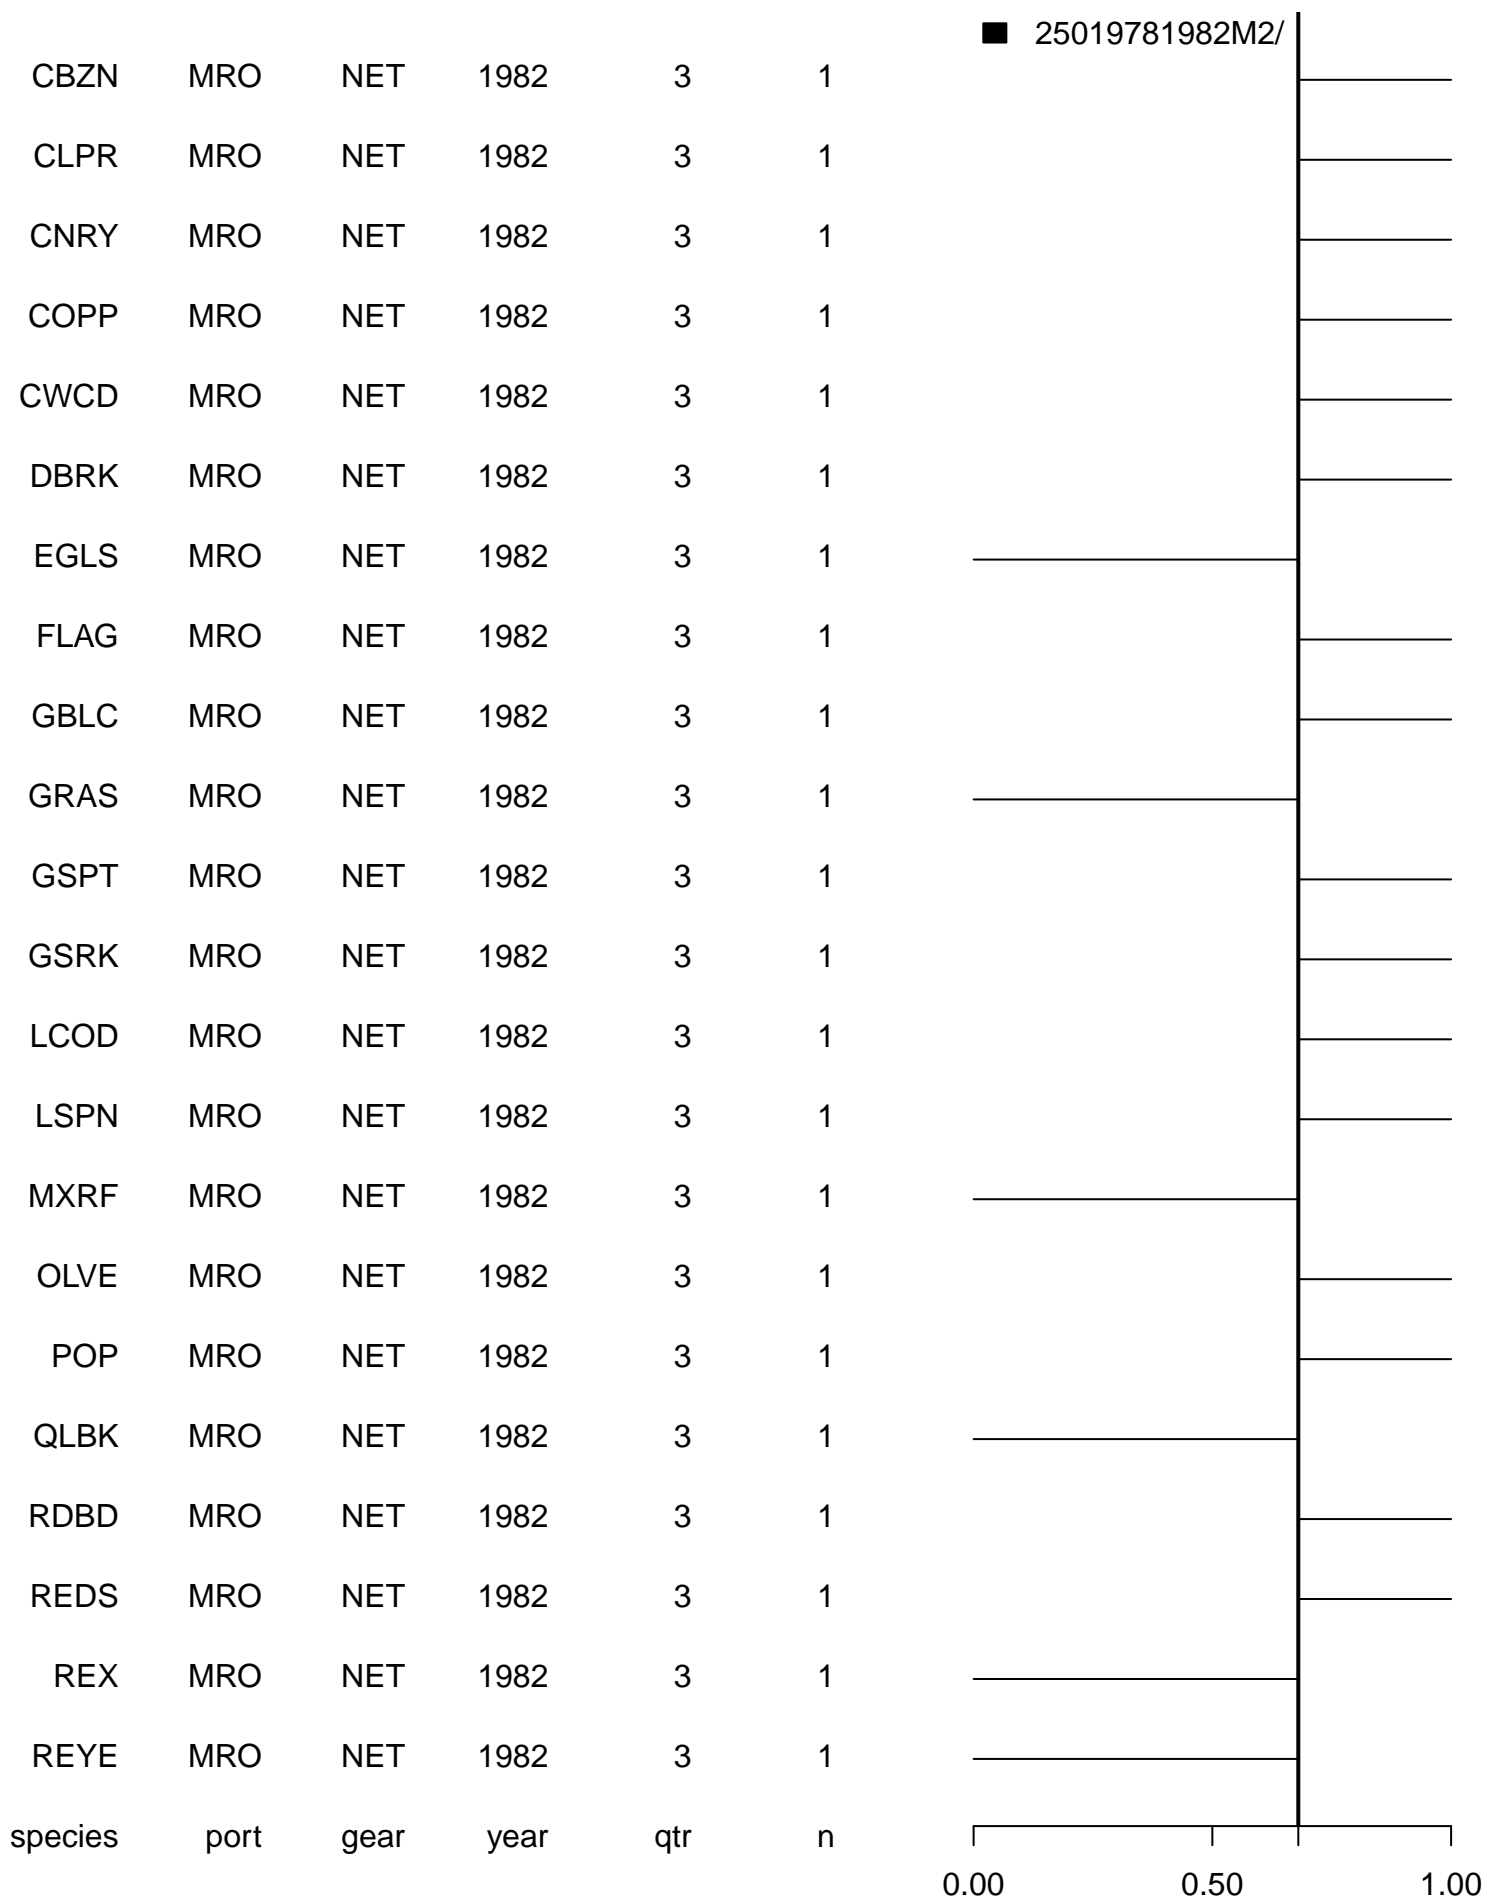 25019781982M2/
CBZN MRO NET 1982 3 1
CLPR MRO NET 1982 3 1
CNRY MRO NET 1982 3 1
COPP MRO NET 1982 3 1
CWCD MRO NET 1982 3 1
DBRK MRO NET 1982 3 1
EGLS MRO NET 1982 3 1
FLAG MRO NET 1982 3 1
GBLC MRO NET 1982 3 1
GRAS MRO NET 1982 3 1
GSPT MRO NET 1982 3 1
GSRK MRO NET 1982 3 1
LCOD MRO NET 1982 3 1
LSPN MRO NET 1982 3 1
MXRF MRO NET 1982 3 1
OLVE MRO NET 1982 3 1
POP MRO NET 1982 3 1
QLBK MRO NET 1982 3 1
RDBD MRO NET 1982 3 1
REDS MRO NET 1982 3 1
REX MRO NET 1982 3 1
REYE MRO NET 1982 3 1
species port gear year qtr n
0.00 0.50 1.00